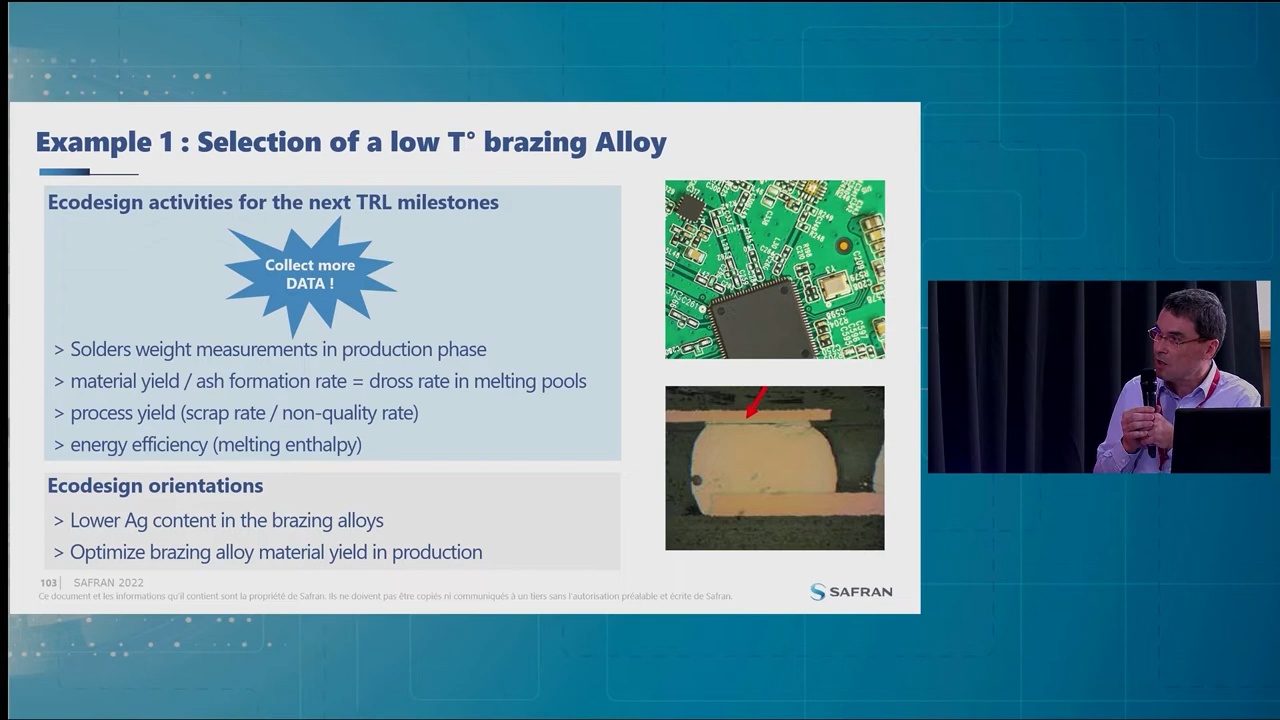 Example 1 : Selection of a low T° brazing Alloy
Ecodesign activities for the next TRL milestones
Collect more
DATA !
> Solders weight measurements in production phase
> material yield / ash formation rate = dross rate in melting pools
> process yield (scrap rate / non-quality rate)
> energy efficiency (melting enthalpy)
Ecodesign orientations
> Lower Ag content in the brazing alloys
> Optimize brazing alloy material yield in production
103 SAFRAN 2022
Ce document et les informations qu'il contient sont la propriété de Safran. Ils ne doivent pas être copiés ni communiqués à un tiers sans l'autorisation préalable et écrite de Safran.
SAFRAN